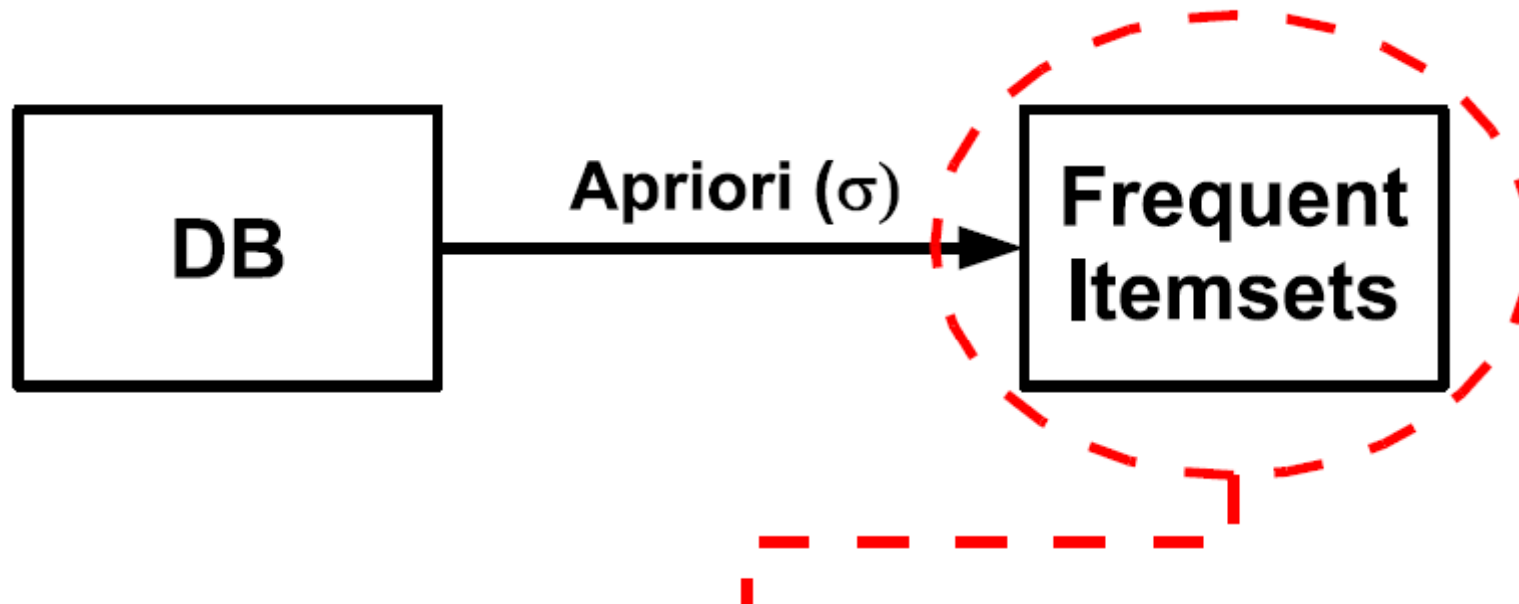 DB
Apriori (σ)
Frequent
Itemsets